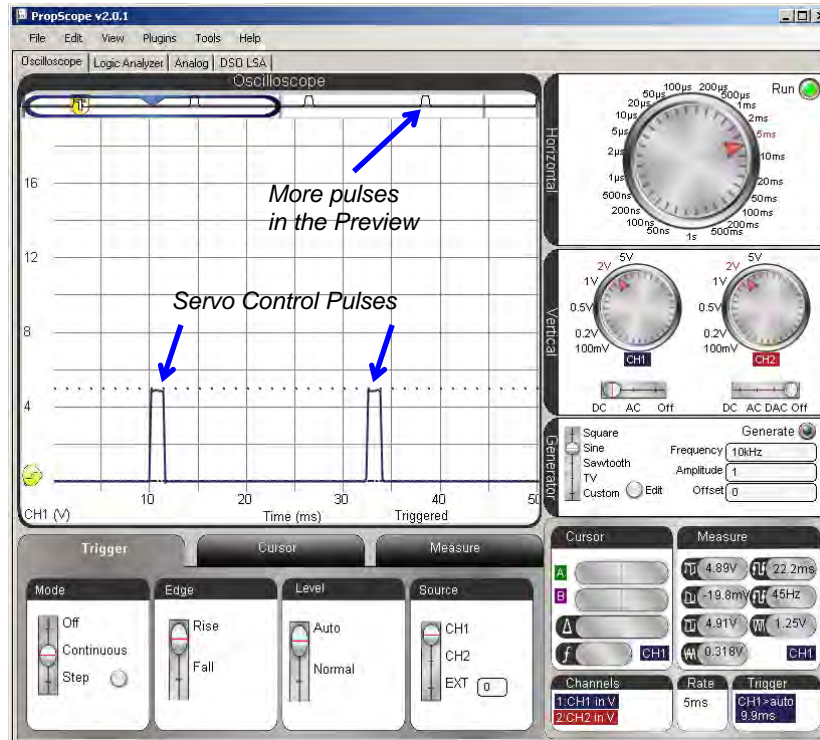 PropScope v2.0.1
File Edit View Plugins Tools Help
Oscilloscope Logic Analyzer Analog DSO LSA
Oscilloscope
More pulses
in the Preview
Servo Control Pulses
16
12
8
4
10 20 30 40 50
CH1 (V) Time (ms) Triggered
Horizontal
Run
50ns 100ns 200ns 500ns 1µs 2µs 5µs 10µs 20µs 50µs 100µs 200µs 500µs 1ms 2ms 5ms 10ms 20ms 50ms 100ms 200ms 500ms 1s
Vertical
5V 2V 1V 0.5V 0.2V 100mV
CH1
DC AC Off
5V 2V 1V 0.5V 0.2V 100mV
CH2
DC AC DAC Off
Generator
Square
Sine
Sawtooth
TV
Custom Edit
Generate
Frequency 10kHz
Amplitude 1
Offset 0
Trigger Cursor Measure
Mode
Off
Continuous
Step
Edge
Rise
Fall
Level
Auto
Normal
Source
CH1
CH2
EXT 0
Cursor
A
B
Δ
f CH1
Measure
4.89V 22.2ms
-19.8mV 45Hz
4.91V 1.25V
0.318V CH1
Channels
1:CH1 in V
2:CH2 in V
Rate
5ms
Trigger
CH1>auto
9.9ms